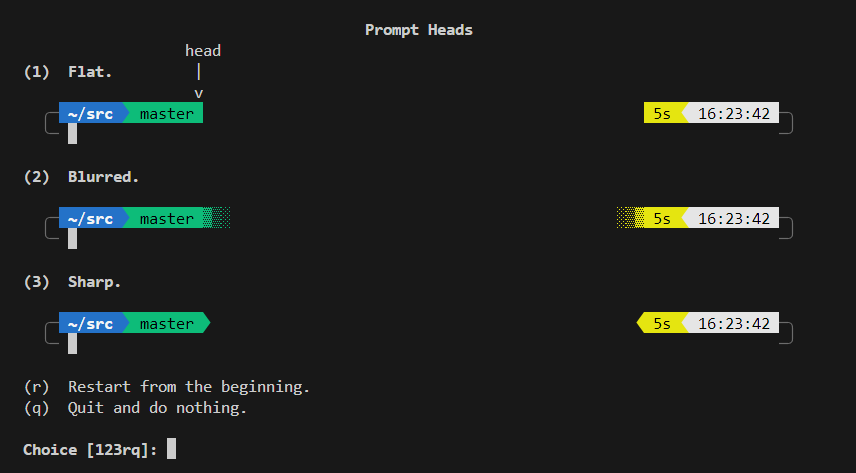 Prompt Heads
head
(1) Flat. |
v
~/src master 5s 16:23:42
(2) Blurred.
~/src master 5s 16:23:42
(3) Sharp.
~/src master 5s 16:23:42
(r) Restart from the beginning.
(q) Quit and do nothing.
Choice [123rq]: